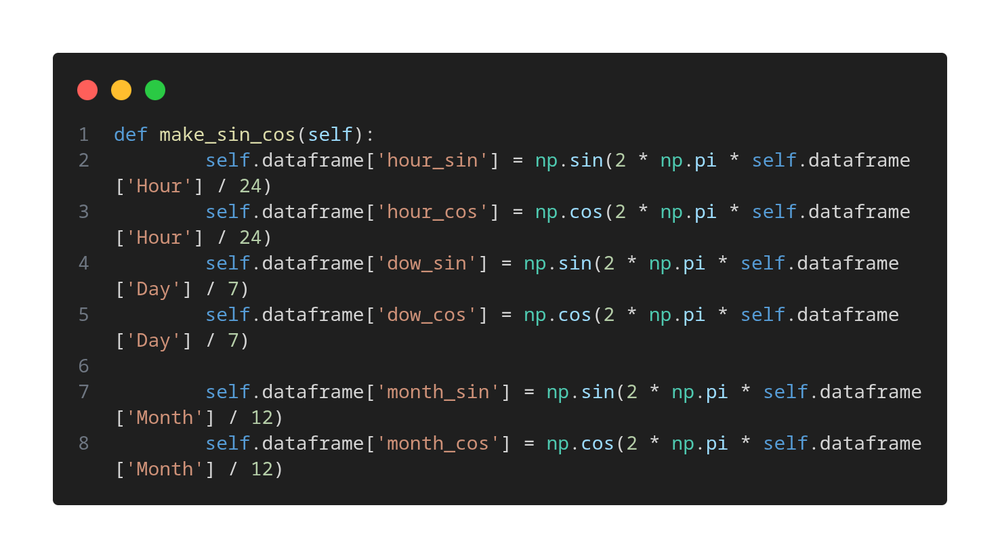 1 def make_sin_cos(self):
2         self.dataframe['hour_sin'] = np.sin(2 * np.pi * self.dataframe
['Hour'] / 24)
3         self.dataframe['hour_cos'] = np.cos(2 * np.pi * self.dataframe
['Hour'] / 24)
4         self.dataframe['dow_sin'] = np.sin(2 * np.pi * self.dataframe
['Day'] / 7)
5         self.dataframe['dow_cos'] = np.cos(2 * np.pi * self.dataframe
['Day'] / 7)
6
7         self.dataframe['month_sin'] = np.sin(2 * np.pi * self.dataframe
['Month'] / 12)
8         self.dataframe['month_cos'] = np.cos(2 * np.pi * self.dataframe
['Month'] / 12)